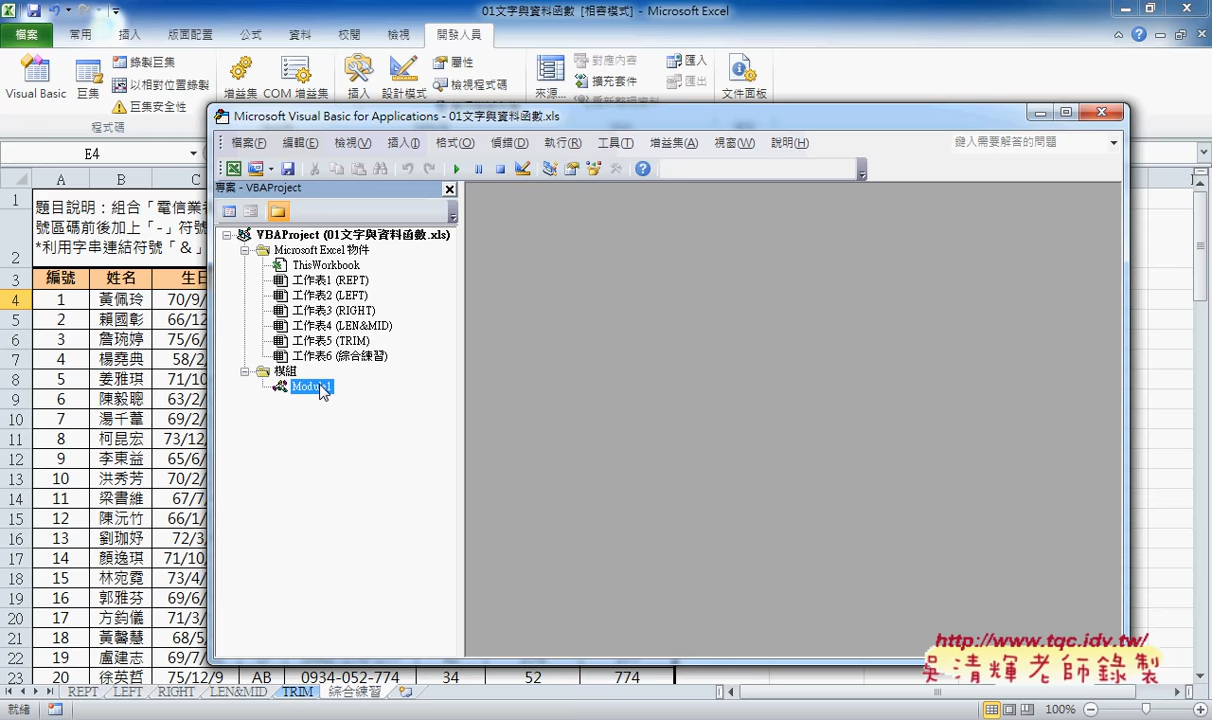 01文字與資料函數 [相容模式] - Microsoft Excel
檔案 常用 插入 版面配置 公式 資料 校閱 檢視 開發人員
Visual Basic 巨集 錄製巨集 以相對位置錄製 巨集安全性 增益集 COM 增益集 插入 設計模式 屬性 檢視程式碼 來源... 對應內容 擴充套件 匯入 匯出 文件面板
程式碼
Microsoft Visual Basic for Applications - 01文字與資料函數.xls
檔案(F) 編輯(E) 檢視(V) 插入(I) 格式(O) 偵錯(D) 執行(R) 工具(T) 增益集(A) 視窗(W) 說明(H) 鍵入需要解答的問題
E4
專案 - VBAProject
VBAProject (01文字與資料函數.xls)
Microsoft Excel 物件
ThisWorkbook
工作表1 (REPT)
工作表2 (LEFT)
工作表3 (RIGHT)
工作表4 (LEN&MID)
工作表5 (TRIM)
工作表6 (綜合練習)
模組
A B C
1 題目說明:組合「電信業者
號區碼前後加上「-」符號
2 *利用字串連結符號「&」
3 編號 姓名 生日
4 1 黃佩玲 70/9/
5 2 賴國彰 66/12
6 3 詹琬婷 75/6/
7 4 楊堯典 58/2/
8 5 姜雅琪 71/10
9 6 陳毅聰 63/2/
10 7 湯千蕙 69/2/
11 8 柯昆宏 73/12/
12 9 李東益 65/6/
13 10 洪秀芳 70/2/
14 11 梁書維 67/7/
15 12 陳沅竹 66/1/
16 13 劉珈妤 72/3/
17 14 顏逸琪 71/10/
18 15 林宛霓 73/4/
19 16 郭雅芬 69/6/
20 17 方鈞儀 71/3/
21 18 黃馨慧 68/5/
22 19 盧建志 69/7/
23 20 徐英哲 75/12/9 AB 0934-052-774 34 52 774
REPT LEFT RIGHT LEN&MID TRIM 綜合練習
就緒 100%
http://www.tqc.idv.tw/
吳清輝老師錄製